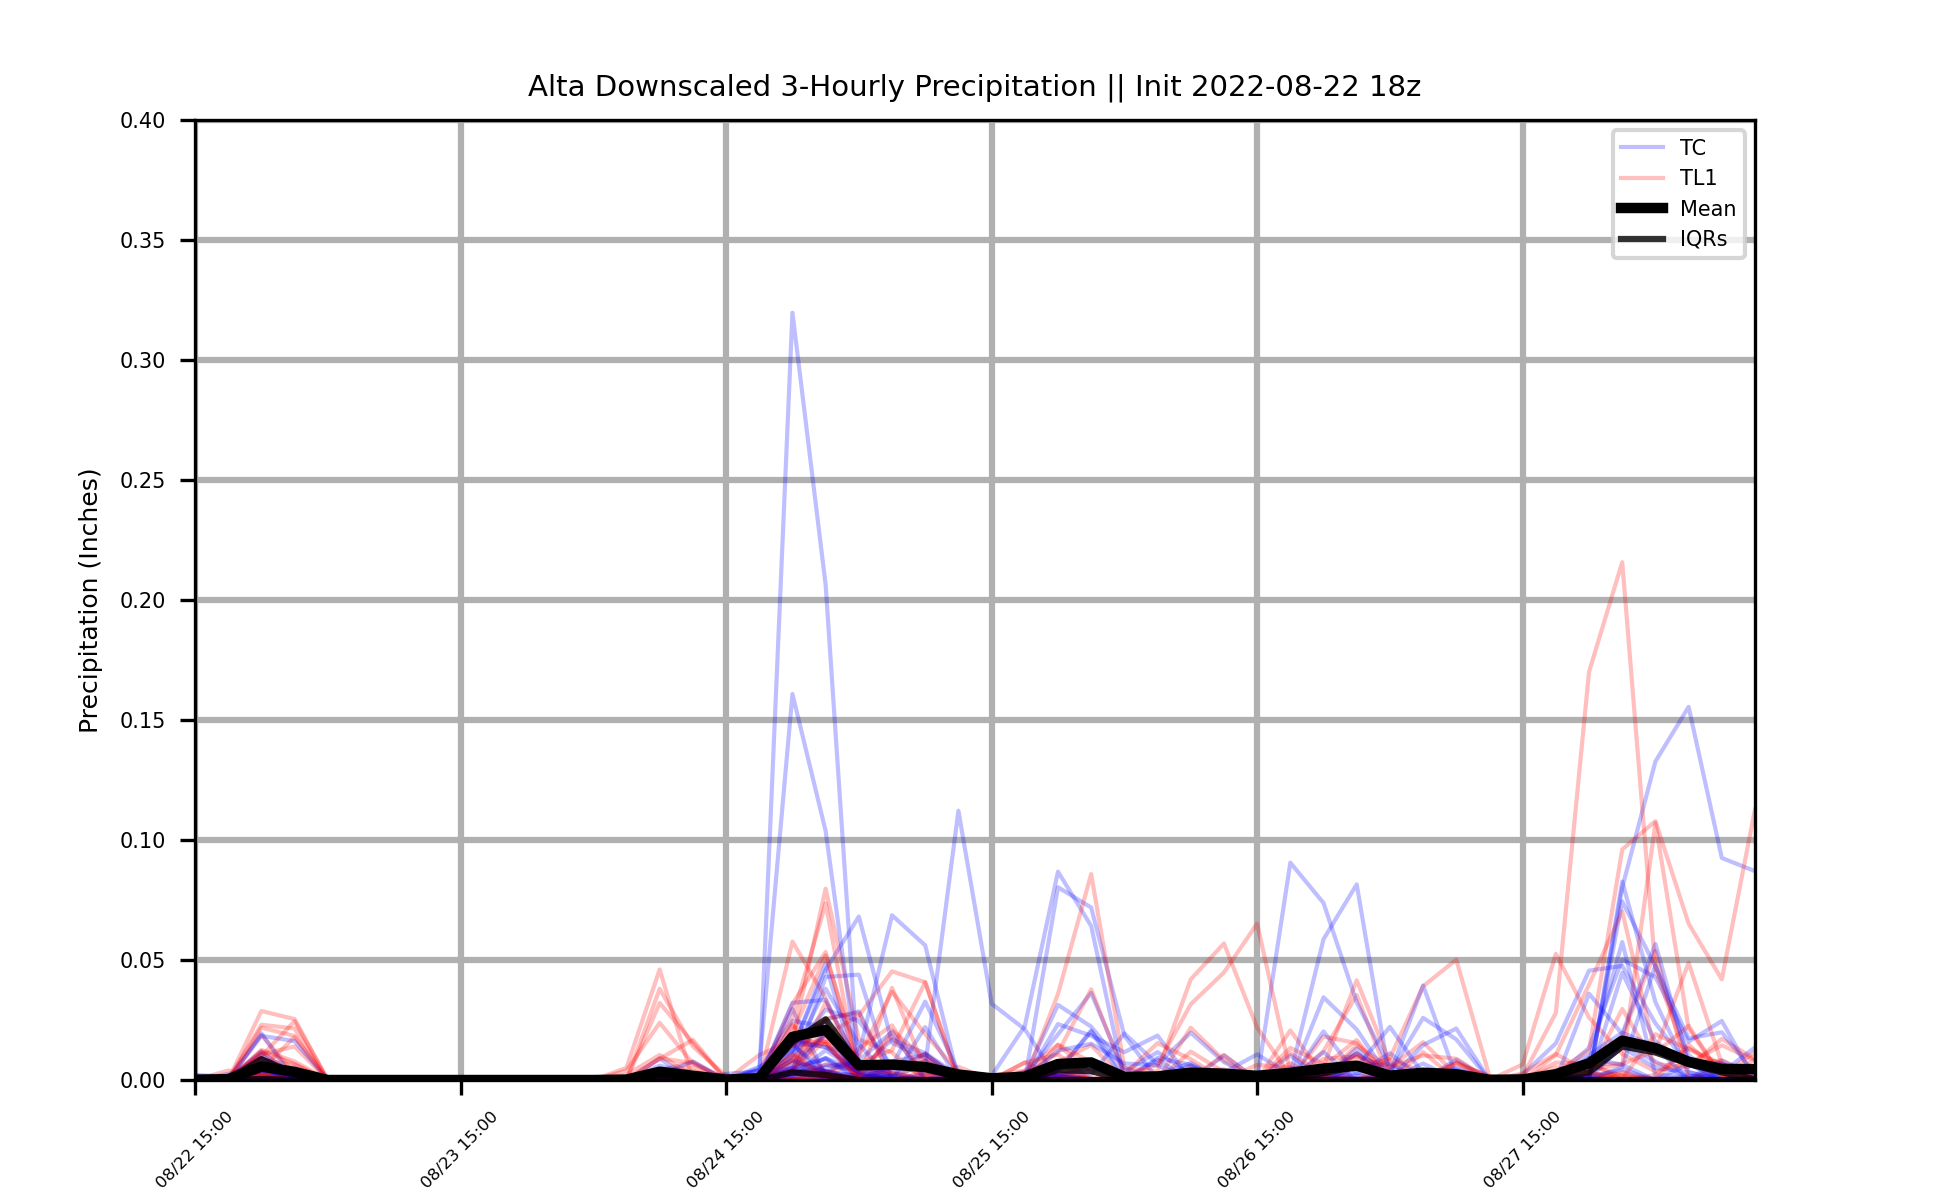 Alta Downscaled 3-Hourly Precipitation || Init 2022-08-22 18z
TC
TL1
Mean
IQRs
Precipitation (Inches)
0.40
0.35
0.30
0.25
0.20
0.15
0.10
0.05
0.00
08/22 15:00
08/23 15:00
08/24 15:00
08/25 15:00
08/26 15:00
08/27 15:00